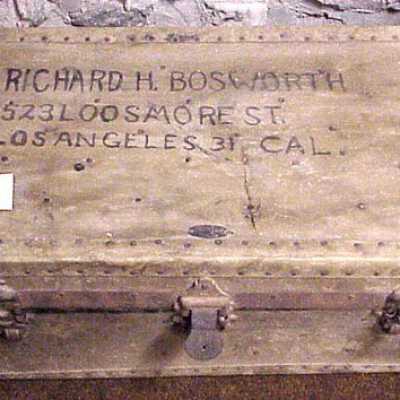 RICHARD H. BOSWORTH
523 LOOSMORE ST.
LOS ANGELES 31 CAL.